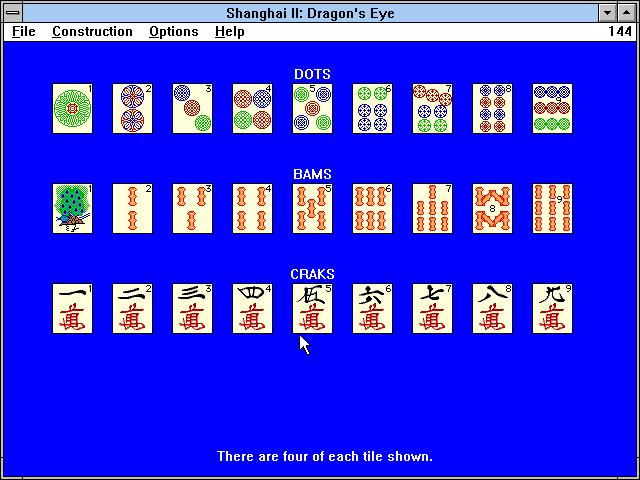 Shanghai II: Dragon's Eye
File Construction Options Help 144
DOTS
1 2 3 4 5 6 7 8 9
BAMS
1 2 3 4 5 6 7 8 9
CRAKS
1 2 3 4 5 6 7 8 9
一 二 三 四 伍 六 七 八 九
萬 萬 萬 萬 萬 萬 萬 萬 萬
There are four of each tile shown.